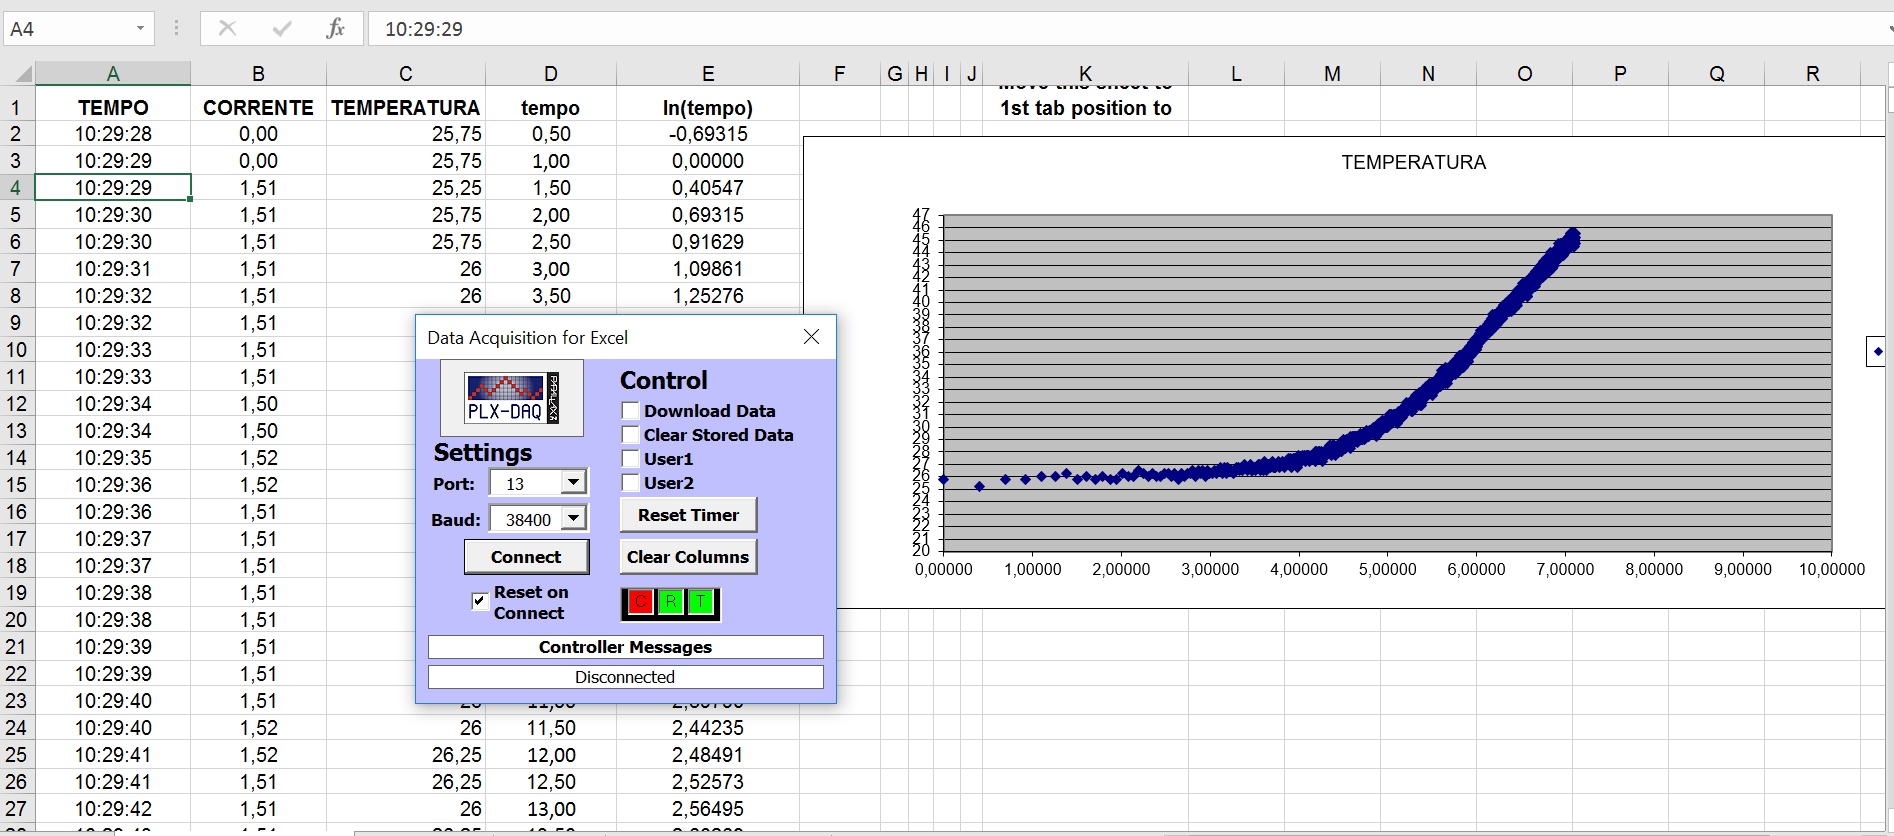 A4
fx
10:29:29
A B C D E F G H I J K L M N O P Q R
1 TEMPO CORRENTE TEMPERATURA tempo ln(tempo)
Move this sheet to
1st tab position to
2 10:29:28 0,00 25,75 0,50 -0,69315
3 10:29:29 0,00 25,75 1,00 0,00000
4 10:29:29 1,51 25,25 1,50 0,40547
5 10:29:30 1,51 25,75 2,00 0,69315
6 10:29:30 1,51 25,75 2,50 0,91629
7 10:29:31 1,51 26 3,00 1,09861
8 10:29:32 1,51 26 3,50 1,25276
9 10:29:32 1,51
10 10:29:33 1,51
11 10:29:33 1,51
12 10:29:34 1,50
13 10:29:34 1,50
14 10:29:35 1,52
15 10:29:36 1,52
16 10:29:36 1,51
17 10:29:37 1,51
18 10:29:37 1,51
19 10:29:38 1,51
20 10:29:38 1,51
21 10:29:39 1,51
22 10:29:39 1,51
23 10:29:40 1,51
24 10:29:40 1,52 26 11,50 2,44235
25 10:29:41 1,52 26,25 12,00 2,48491
26 10:29:41 1,51 26,25 12,50 2,52573
27 10:29:42 1,51 26 13,00 2,56495
Data Acquisition for Excel
PLX-DAQ
PARALLAX
Settings
Port: 13
Baud: 38400
Connect
Reset on
Connect
Control
Download Data
Clear Stored Data
User1
User2
Reset Timer
Clear Columns
C R T
Controller Messages
Disconnected
TEMPERATURA
47
46
45
44
43
42
41
40
39
38
37
36
35
34
33
32
31
30
29
28
27
26
25
24
23
22
21
20
0,00000 1,00000 2,00000 3,00000 4,00000 5,00000 6,00000 7,00000 8,00000 9,00000 10,00000